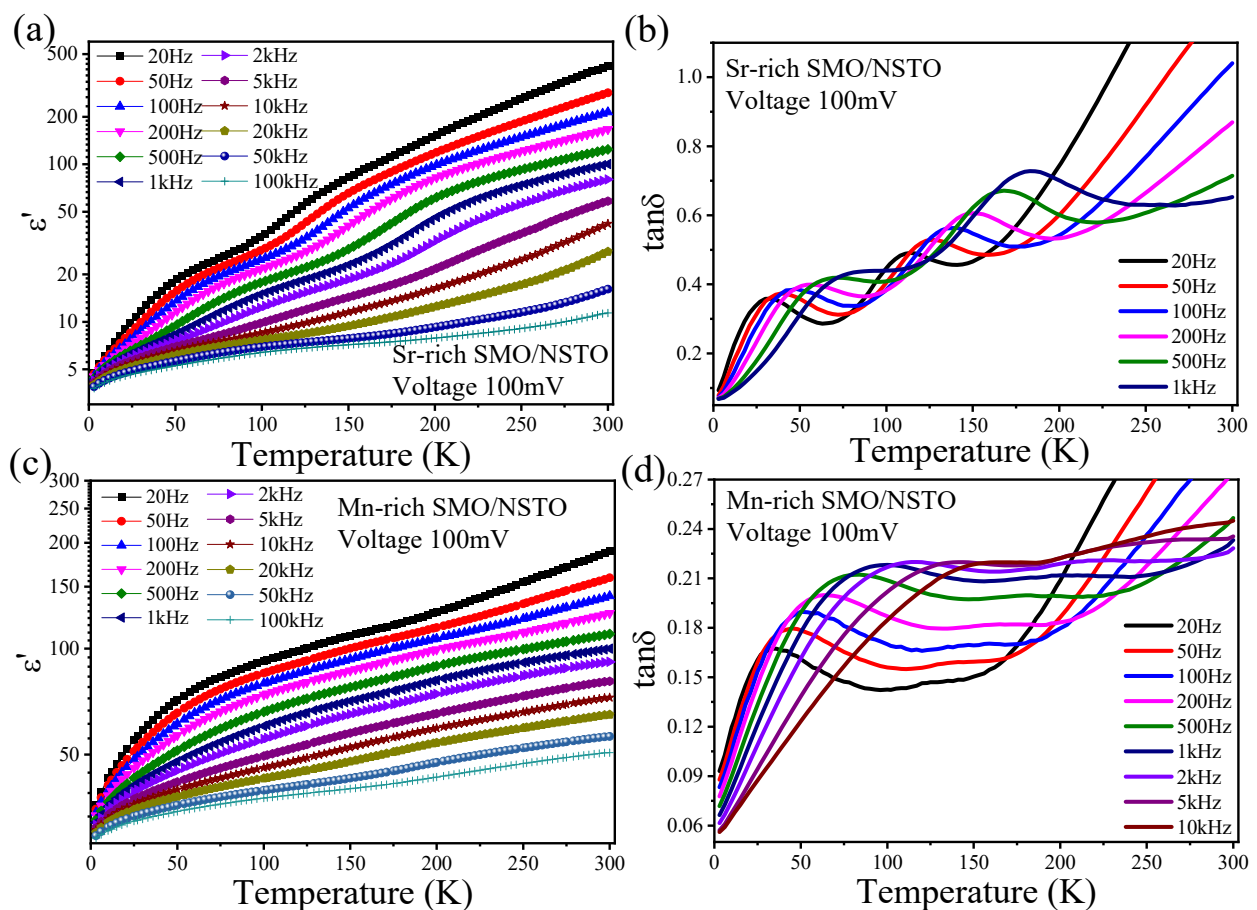 (a)
500
200
100
50
20
10
5
ε'
20Hz
50Hz
100Hz
200Hz
500Hz
1kHz
2kHz
5kHz
10kHz
20kHz
50kHz
100kHz
Sr-rich SMO/NSTO
Voltage 100mV
0 50 100 150 200 250 300
Temperature (K)
(b)
1.0
0.8
0.6
0.4
0.2
tanδ
Sr-rich SMO/NSTO
Voltage 100mV
20Hz
50Hz
100Hz
200Hz
500Hz
1kHz
0 50 100 150 200 250 300
Temperature (K)
(c)
300
200
150
100
50
ε'
20Hz
50Hz
100Hz
200Hz
500Hz
1kHz
2kHz
5kHz
10kHz
20kHz
50kHz
100kHz
Mn-rich SMO/NSTO
Voltage 100mV
0 50 100 150 200 250 300
Temperature (K)
(d)
0.27
0.24
0.21
0.18
0.15
0.12
0.09
0.06
tanδ
Mn-rich SMO/NSTO
Voltage 100mV
20Hz
50Hz
100Hz
200Hz
500Hz
1kHz
2kHz
5kHz
10kHz
0 50 100 150 200 250 300
Temperature (K)